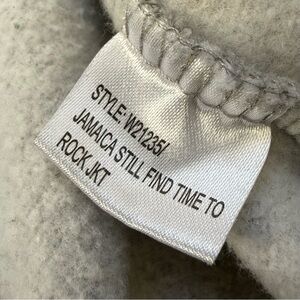 STYLE-W21235/
JAMAICA STILL FIND TIME TO
ROCK JKT